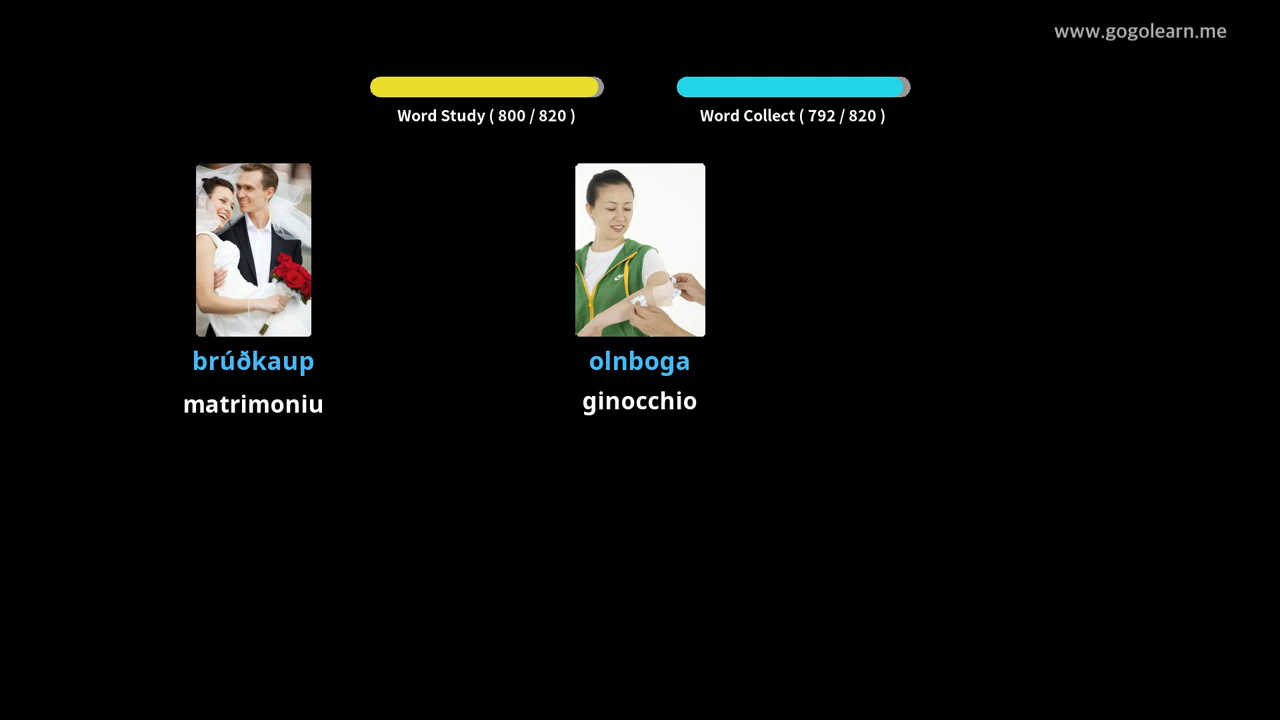 www.gogolearn.me
Word Study ( 800 / 820 )
Word Collect ( 792 / 820 )
brúðkaup
matrimoniu
olnboga
ginocchio